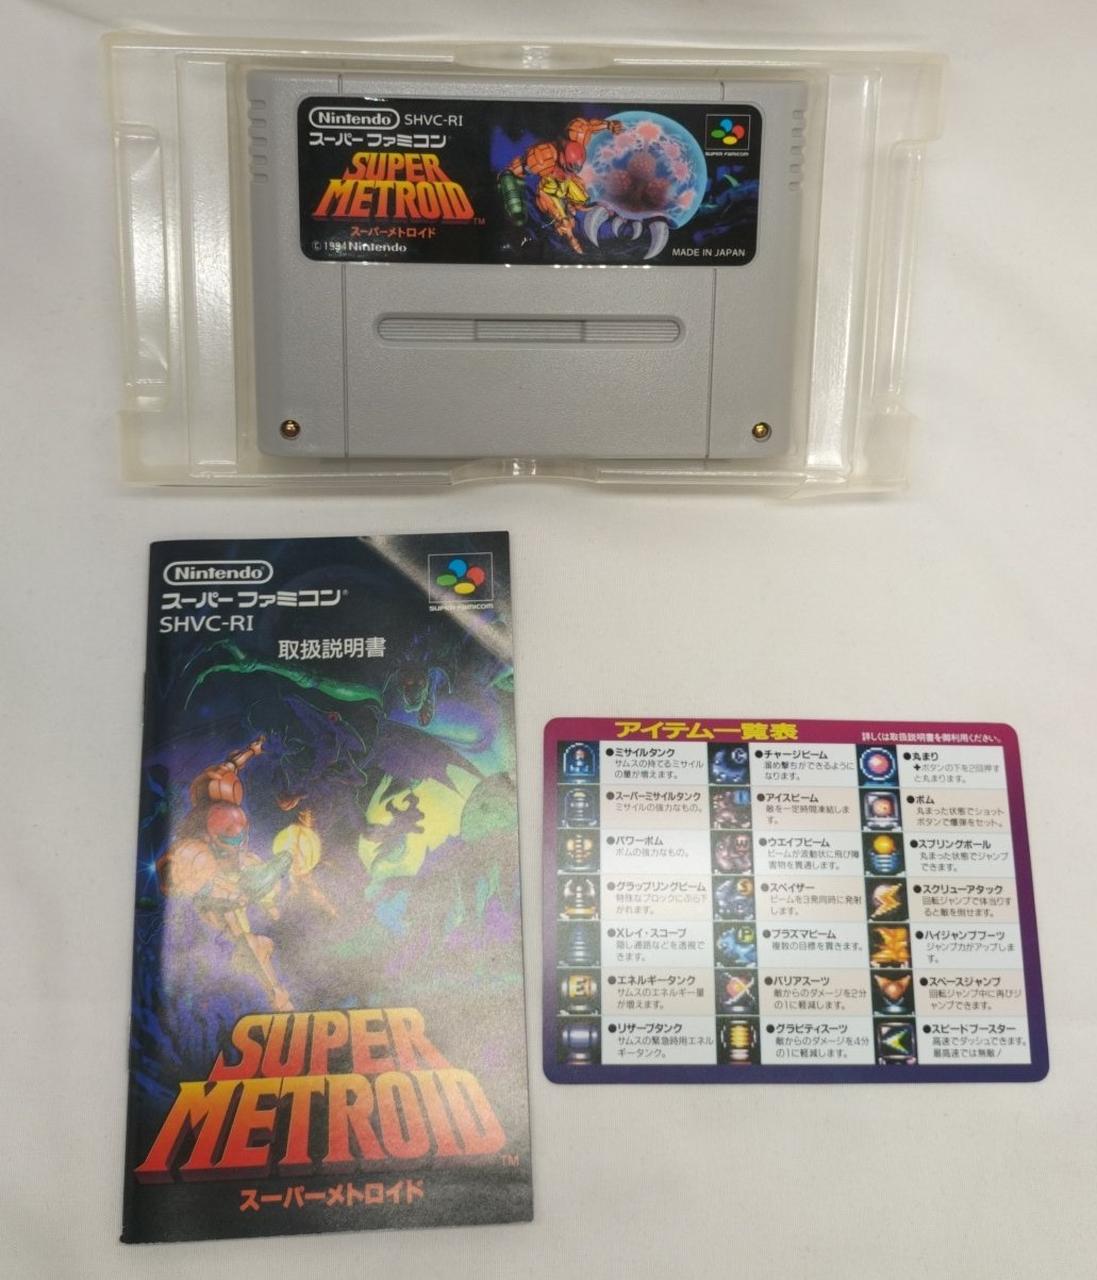 Nintendo SHVC-RI
スーパーファミコン
SUPER FAMICOM
SUPER
METROID™
スーパーメトロイド
© 1994 Nintendo
MADE IN JAPAN
Nintendo
スーパーファミコン®
SHVC-RI
SUPER FAMICOM
取扱説明書
SUPER
METROID™
スーパーメトロイド
アイテム一覧表
詳しくは取扱説明書を御利用ください。
●ミサイルタンク
サムスの持てるミサイル
の量が増えます。
●スーパーミサイルタンク
ミサイルの強力なもの。
●パワーボム
ボムの強力なもの。
●グラップリングビーム
特殊なブロックにぶら下
がれます。
●Xレイ・スコープ
隠し通路などを透視で
きます。
●エネルギータンク
サムスのエネルギー量
が増えます。
●リザーブタンク
サムスの緊急時用エネル
ギータンク。
●チャージビーム
溜め撃ちができるように
なります。
●アイスビーム
敵を一定時間凍結しま
す。
●ウエイブビーム
ビームが波動状に飛び障
害物を貫通します。
●スペイザー
ビームを3発同時に発射
します。
●プラズマビーム
複数の目標を貫きます。
●バリアスーツ
敵からのダメージを2分
の1に軽減します。
●グラビティスーツ
敵からのダメージを4分
の1に軽減します。
●丸まり
✚ボタンの下を2回押す
と丸まります。
●ボム
丸まった状態でショット
ボタンで爆弾をセット。
●スプリングボール
丸まった状態でジャンプ
できます。
●スクリューアタック
回転ジャンプで体当りす
ると敵を倒せます。
●ハイジャンプブーツ
ジャンプ力がアップしま
す。
●スペースジャンプ
回転ジャンプ中に再びジ
ャンプできます。
●スピードブースター
高速でダッシュできます。
最高速では無敵！